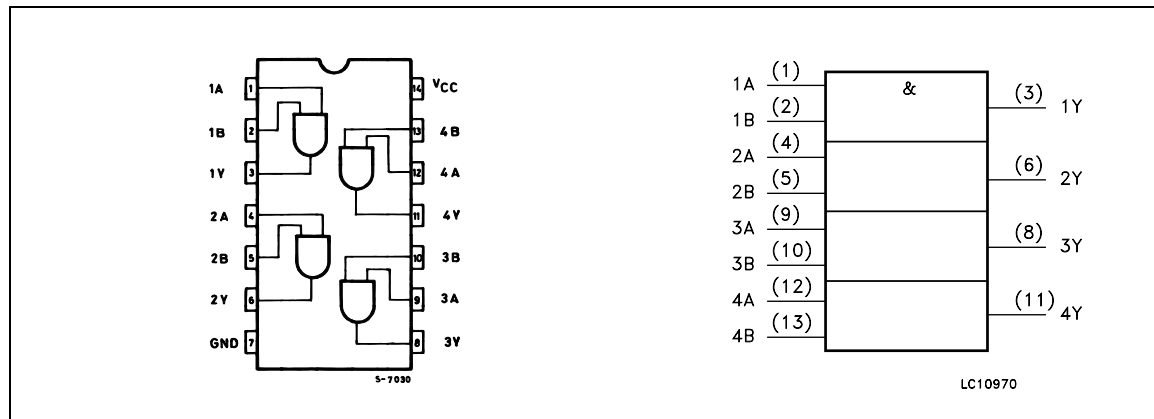 1A 1 14 VCC
1B 2 13 4B
1Y 3 12 4A
2A 4 11 4Y
2B 5 10 3B
2Y 6 9 3A
GND 7 8 3Y
S-7030
1A (1)
1B (2)
2A (4)
2B (5)
3A (9)
3B (10)
4A (12)
4B (13)
&
(3) 1Y
(6) 2Y
(8) 3Y
(11) 4Y
LC10970